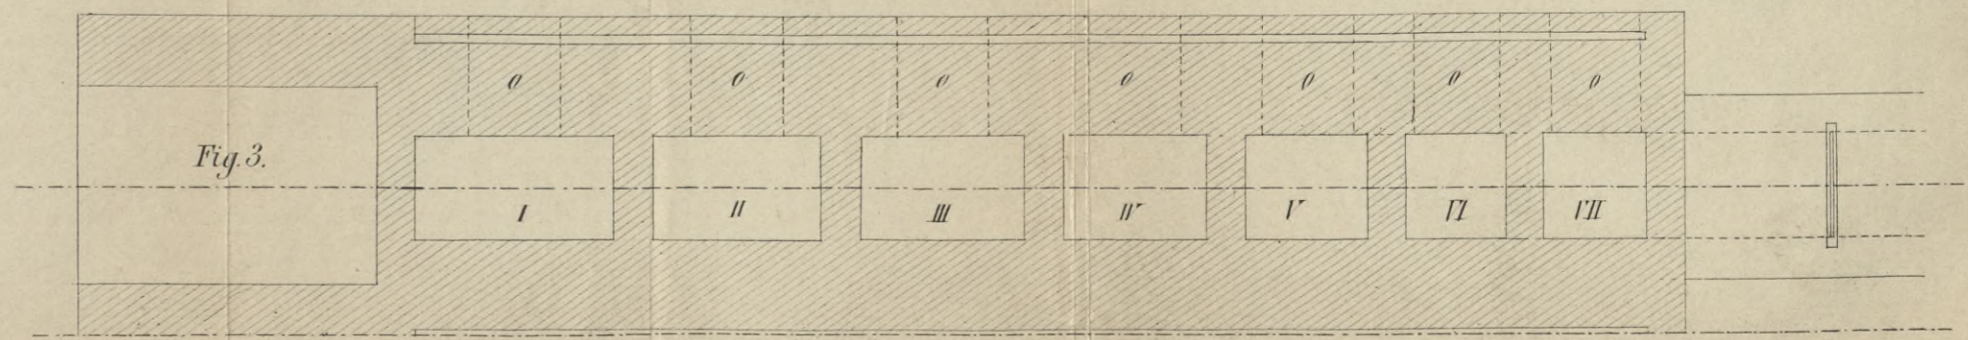 o o o o o o o
Fig. 3.
I II III IV V VI VII